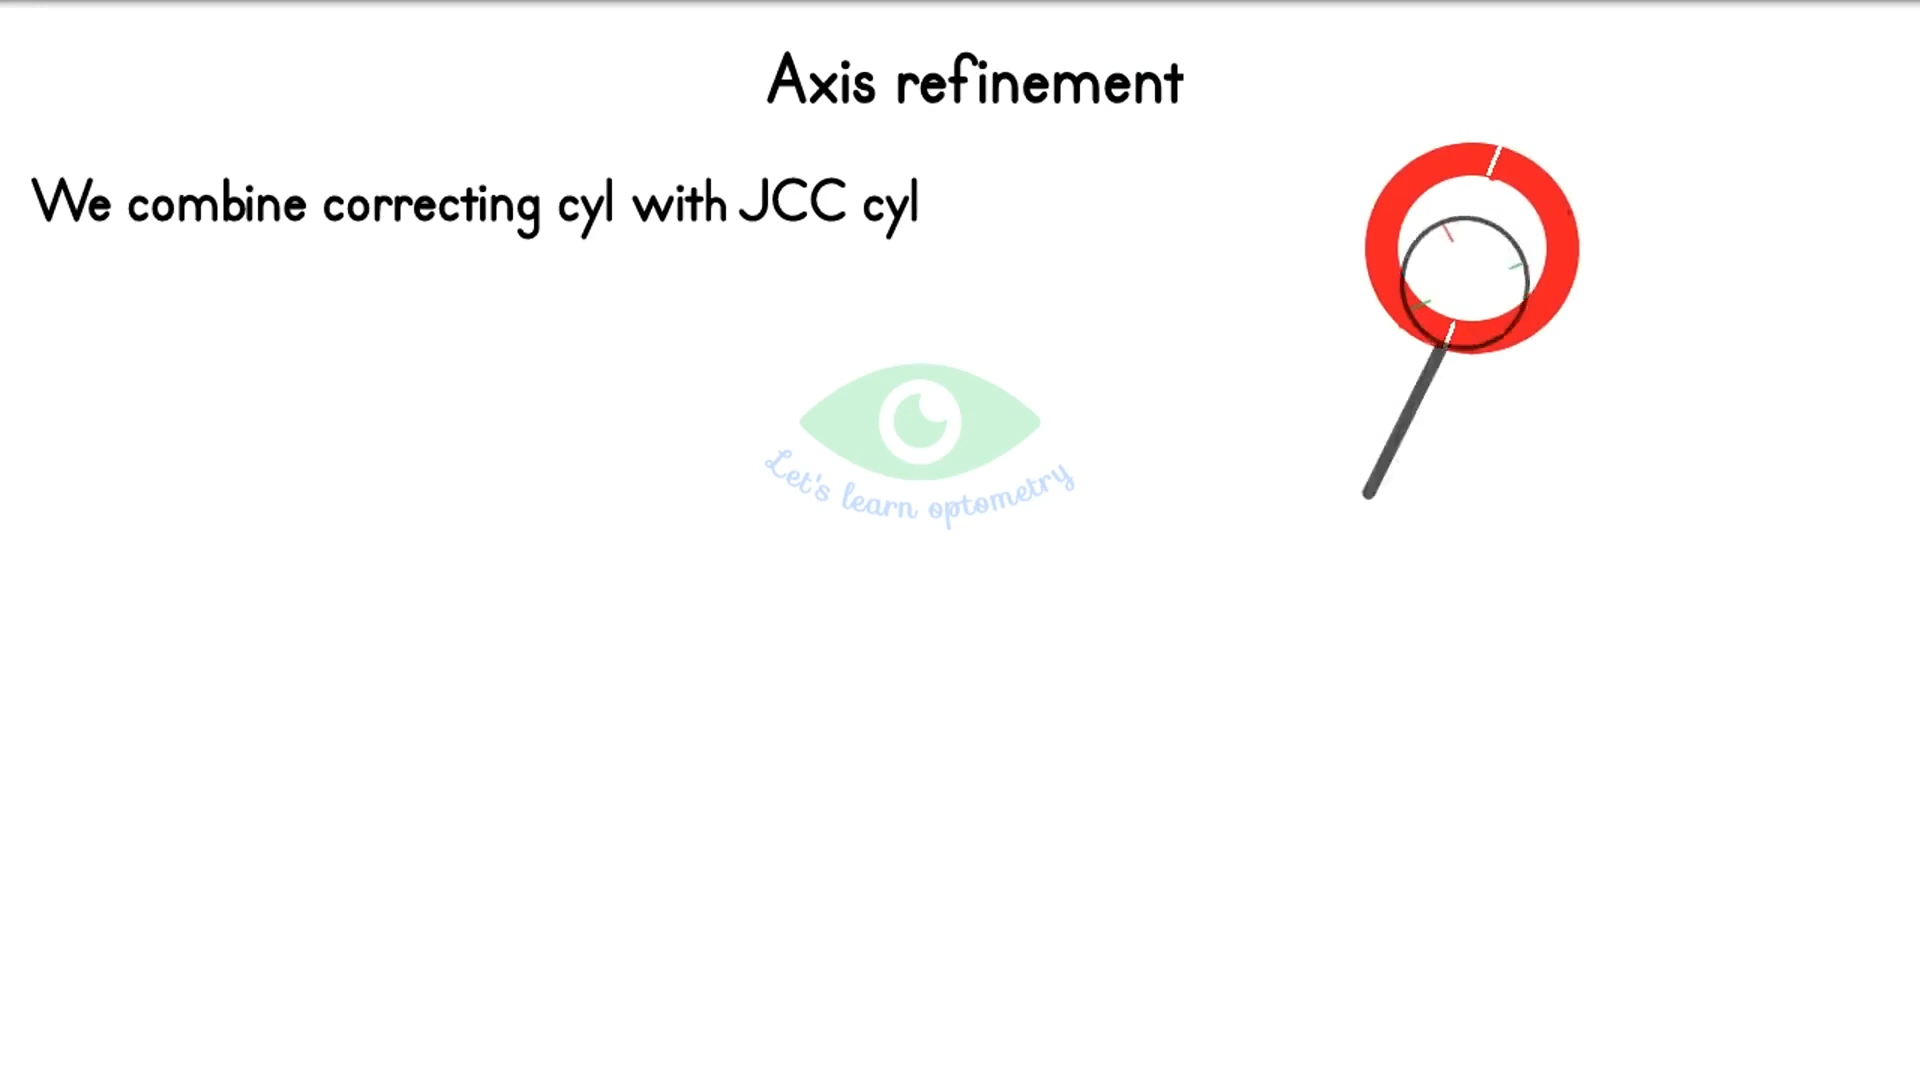 Axis refinement
We combine correcting cyl with JCC cyl
Let's learn optometry